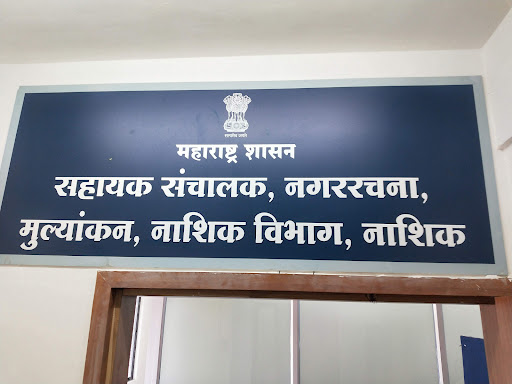 महाराष्ट्र शासन
सहायक संचालक, नगररचना,
मुल्यांकन, नाशिक विभाग, नाशिक